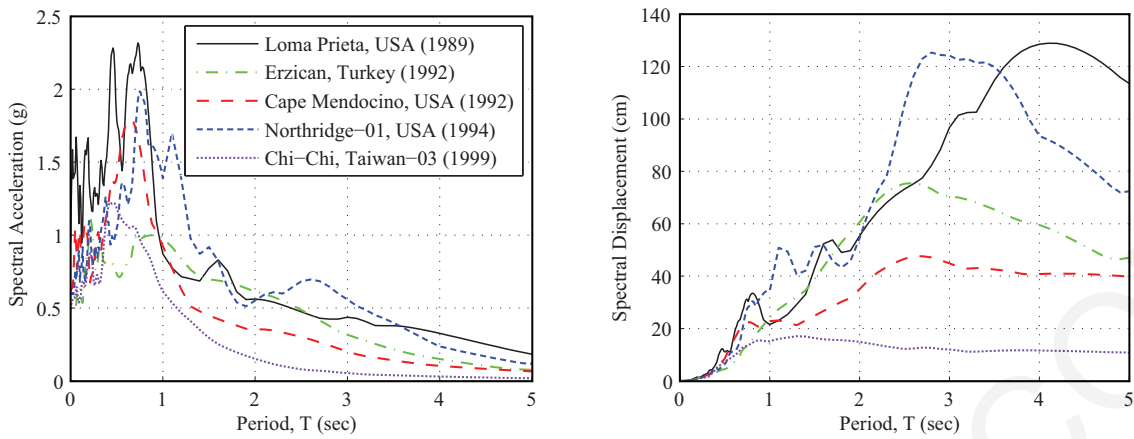 2.5
2
1.5
1
0.5
0
Spectral Acceleration (g)
Loma Prieta, USA (1989)
Erzican, Turkey (1992)
Cape Mendocino, USA (1992)
Northridge−01, USA (1994)
Chi−Chi, Taiwan−03 (1999)
0 1 2 3 4 5
Period, T (sec)
140
120
100
80
60
40
20
0
Spectral Displacement (cm)
0 1 2 3 4 5
Period, T (sec)